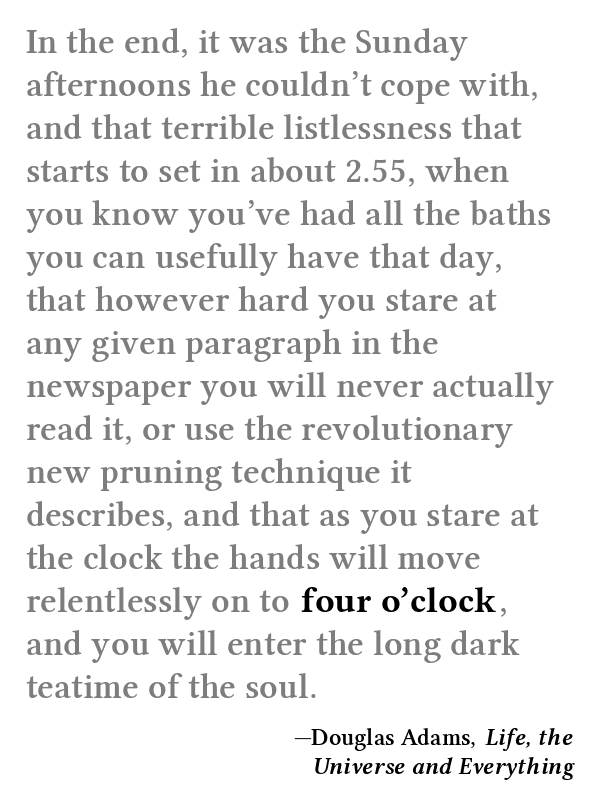 In the end, it was the Sunday
afternoons he couldn’t cope with,
and that terrible listlessness that
starts to set in about 2.55, when
you know you’ve had all the baths
you can usefully have that day,
that however hard you stare at
any given paragraph in the
newspaper you will never actually
read it, or use the revolutionary
new pruning technique it
describes, and that as you stare at
the clock the hands will move
relentlessly on to four o’clock,
and you will enter the long dark
teatime of the soul.
—Douglas Adams, Life, the
Universe and Everything